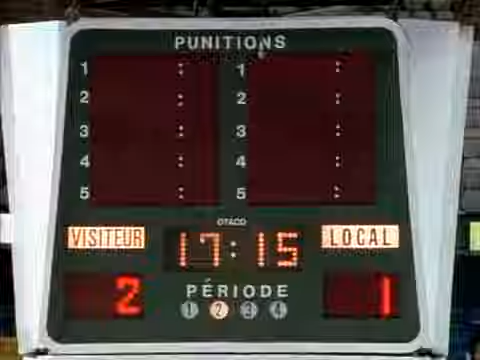 PUNITIONS
1 : 1 :
2 : 2 :
3 : 3 :
4 : 4 :
5 : 5 :
OTACO
VISITEUR 17:15 LOCAL
2 PÉRIODE 1
1 2 3 4